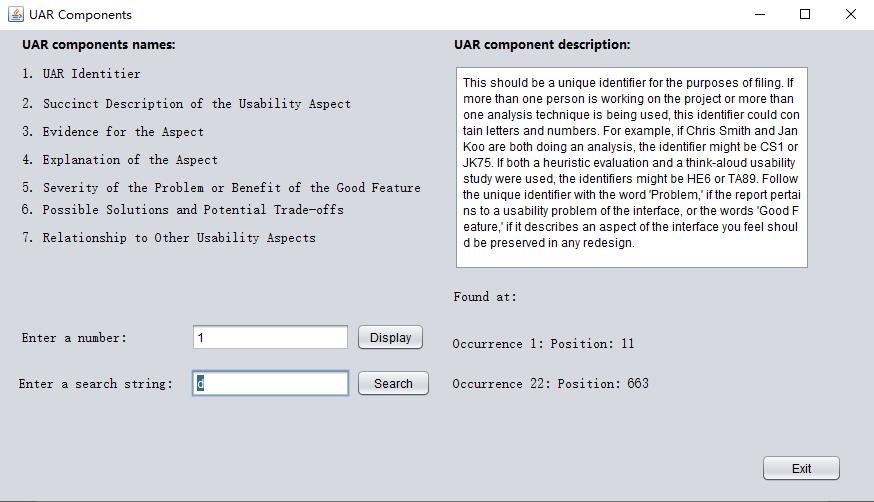 UAR Components
UAR components names:
1. UAR Identitier
2. Succinct Description of the Usability Aspect
3. Evidence for the Aspect
4. Explanation of the Aspect
5. Severity of the Problem or Benefit of the Good Feature
6. Possible Solutions and Potential Trade-offs
7. Relationship to Other Usability Aspects
Enter a number:
1
Display
Enter a search string:
d
Search
UAR component description:
This should be a unique identifier for the purposes of filing. If
more than one person is working on the project or more than
one analysis technique is being used, this identifier could con
tain letters and numbers. For example, if Chris Smith and Jan
Koo are both doing an analysis, the identifier might be CS1 or
JK75. If both a heuristic evaluation and a think-aloud usability
study were used, the identifiers might be HE6 or TA89. Follow
the unique identifier with the word 'Problem,' if the report pertai
ns to a usability problem of the interface, or the words 'Good F
eature,' if it describes an aspect of the interface you feel shoul
d be preserved in any redesign.
Found at:
Occurrence 1: Position: 11
Occurrence 22: Position: 663
Exit